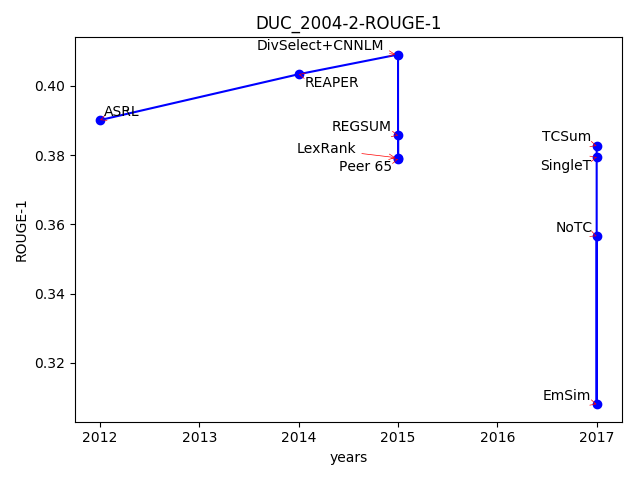 DUC_2004-2-ROUGE-1
DivSelect+CNNLM
REAPER
ASRL
REGSUM
LexRank
Peer 65
TCSum
SingleT
NoTC
EmSim
0.40
0.38
0.36
0.34
0.32
ROUGE-1
2012 2013 2014 2015 2016 2017
years